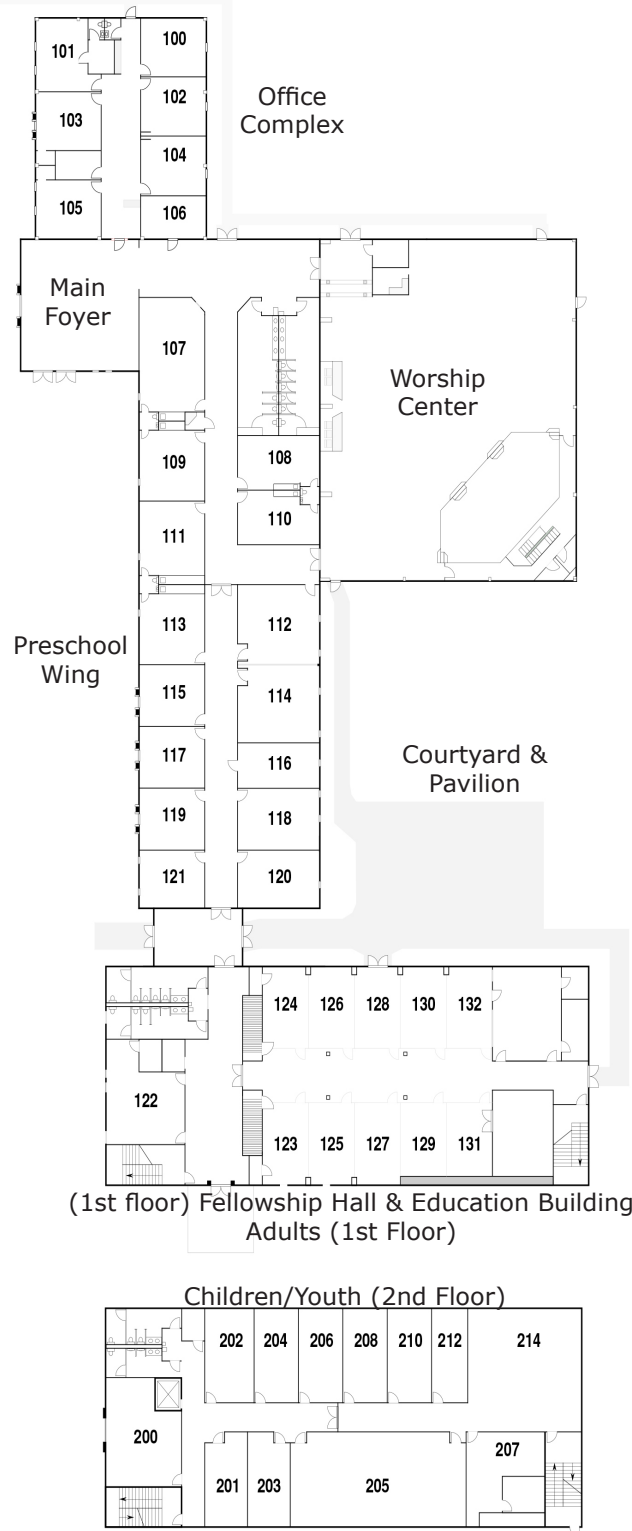 101
100
102
103
104
105
106
Office
Complex
Main
Foyer
107
Worship
Center
109
108
110
111
113
112
Preschool
Wing
115
114
117
116
Courtyard &
Pavilion
119
118
121
120
124 126 128 130 132
122
123 125 127 129 131
(1st floor) Fellowship Hall & Education Building
Adults (1st Floor)
Children/Youth (2nd Floor)
202 204 206 208 210 212 214
200
207
201 203 205